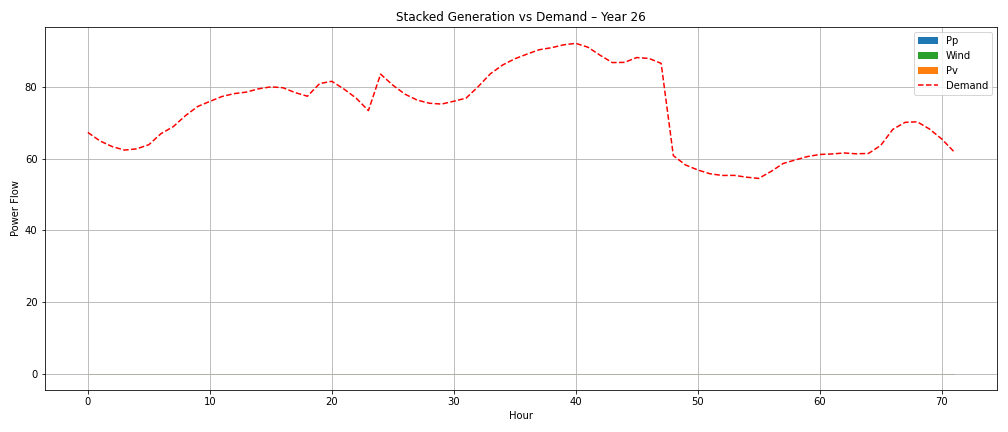 Stacked Generation vs Demand – Year 26
Pp
Wind
Pv
Demand
Power Flow
80
60
40
20
0
0 10 20 30 40 50 60 70
Hour